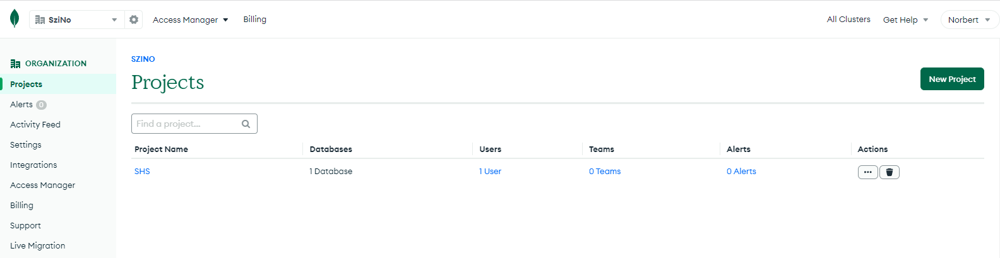 SziNo Access Manager Billing All Clusters Get Help Norbert
ORGANIZATION
Projects
Alerts 0
Activity Feed
Settings
Integrations
Access Manager
Billing
Support
Live Migration
SZINO
Projects
New Project
Find a project...
Project Name Databases Users Teams Alerts Actions
SHS 1 Database 1 User 0 Teams 0 Alerts